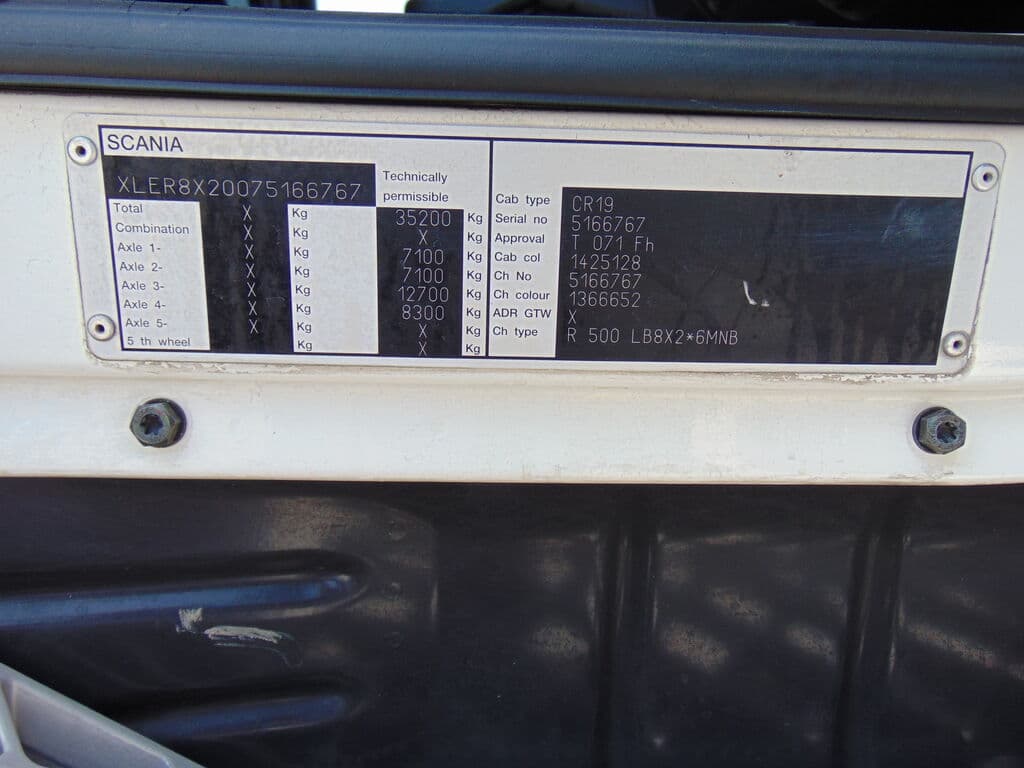 SCANIA
XLER8X20075166767
Technically
permissible
Total X Kg 35200 Kg
Combination X Kg X Kg
Axle 1- X Kg 7100 Kg
Axle 2- X Kg 7100 Kg
Axle 3- X Kg 12700 Kg
Axle 4- X Kg 8300 Kg
Axle 5- X Kg X Kg
5 th wheel Kg X Kg
Cab type CR19
Serial no 5166767
Approval T 071 Fh
Cab col 1425128
Ch No 5166767
Ch colour 1366652
ADR GTW X
Ch type R 500 LB8X2*6MNB